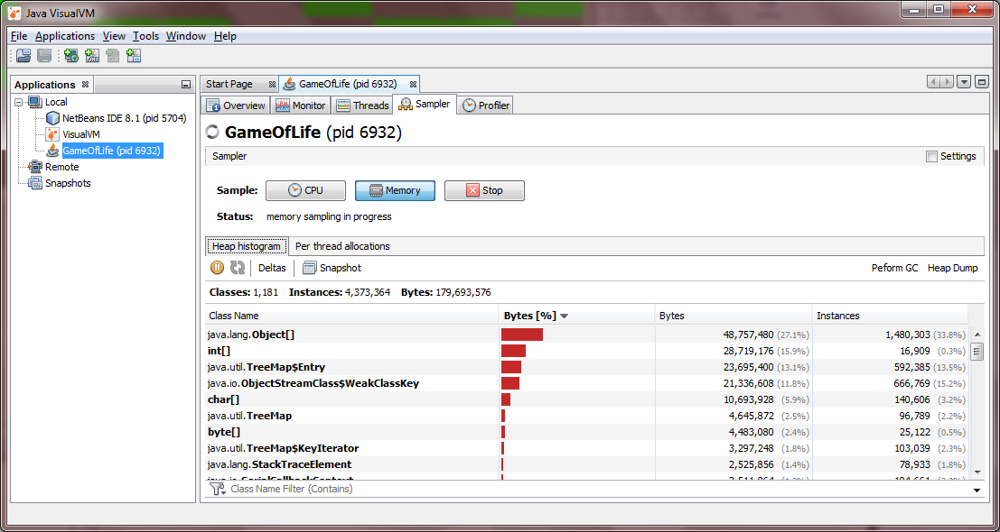 Java VisualVM
File Applications View Tools Window Help
Applications
Local
NetBeans IDE 8.1 (pid 5704)
VisualVM
GameOfLife (pid 6932)
Remote
Snapshots
Start Page GameOfLife (pid 6932)
Overview Monitor Threads Sampler Profiler
GameOfLife (pid 6932)
Sampler Settings
Sample: CPU Memory Stop
Status: memory sampling in progress
Heap histogram Per thread allocations
Deltas Snapshot Peform GC Heap Dump
Classes: 1,181 Instances: 4,373,364 Bytes: 179,693,576
Class Name Bytes [%] Bytes Instances
java.lang.Object[] 48,757,480 (27.1%) 1,480,303 (33.8%)
int[] 28,719,176 (15.9%) 16,909 (0.3%)
java.util.TreeMap$Entry 23,695,400 (13.1%) 592,385 (13.5%)
java.io.ObjectStreamClass$WeakClassKey 21,336,608 (11.8%) 666,769 (15.2%)
char[] 10,693,928 (5.9%) 140,606 (3.2%)
java.util.TreeMap 4,645,872 (2.5%) 96,789 (2.2%)
byte[] 4,483,080 (2.4%) 25,122 (0.5%)
java.util.TreeMap$KeyIterator 3,297,248 (1.8%) 103,039 (2.3%)
java.lang.StackTraceElement 2,525,856 (1.4%) 78,933 (1.8%)
Class Name Filter (Contains)